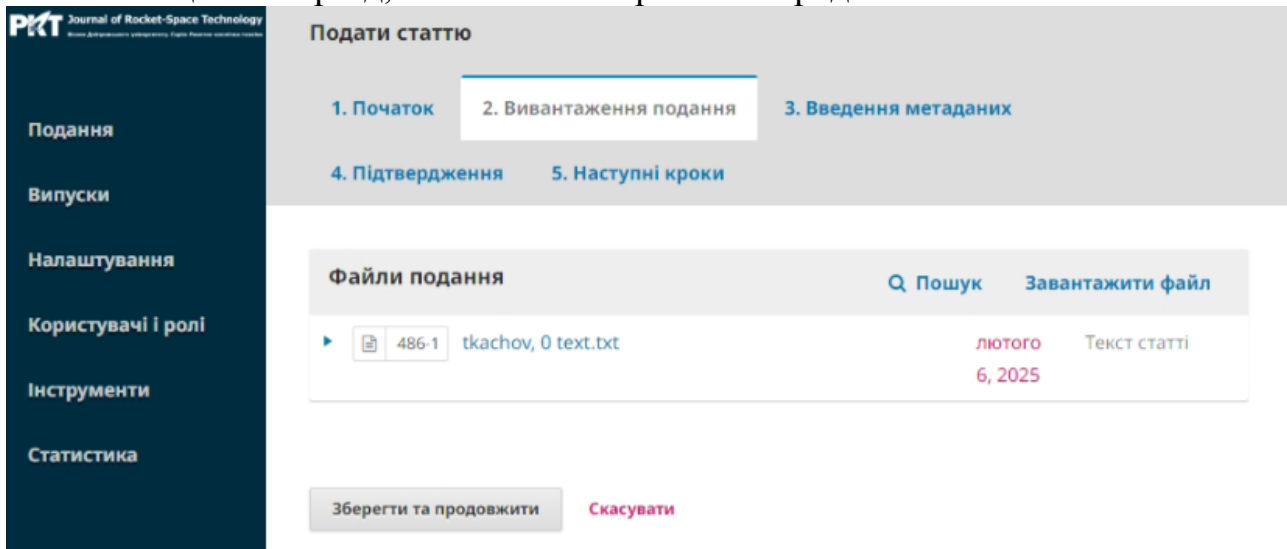 РКТ Journal of Rocket-Space Technology
Подати статтю
1. Початок
2. Вивантаження подання
3. Введення метаданих
4. Підтвердження
5. Наступні кроки
Подання
Випуски
Налаштування
Користувачі і ролі
Інструменти
Статистика
Файли подання
Пошук
Завантажити файл
486-1 tkachov, 0 text.txt
лютого
6, 2025
Текст статті
Зберегти та продовжити
Скасувати